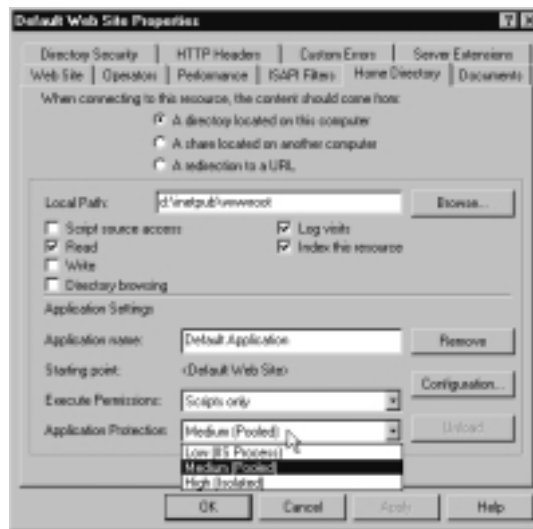 Default Web Site Properties
Directory Security HTTP Headers Custom Errors Server Extensions
Web Site Operators Performance ISAPI Filters Home Directory Documents
When connecting to this resource, the content should come from:
A directory located on this computer
A share located on another computer
A redirection to a URL
Local Path: d:\inetpub\wwwroot Browse...
Script source access Log visits
Read Index this resource
Write
Directory browsing
Application Settings
Application name: Default Application Remove
Starting point: <Default Web Site>
Configuration...
Execute Permissions: Scripts only
Application Protection: Medium (Pooled) Unload
Low (IIS Process)
Medium (Pooled)
High (Isolated)
OK Cancel Apply Help